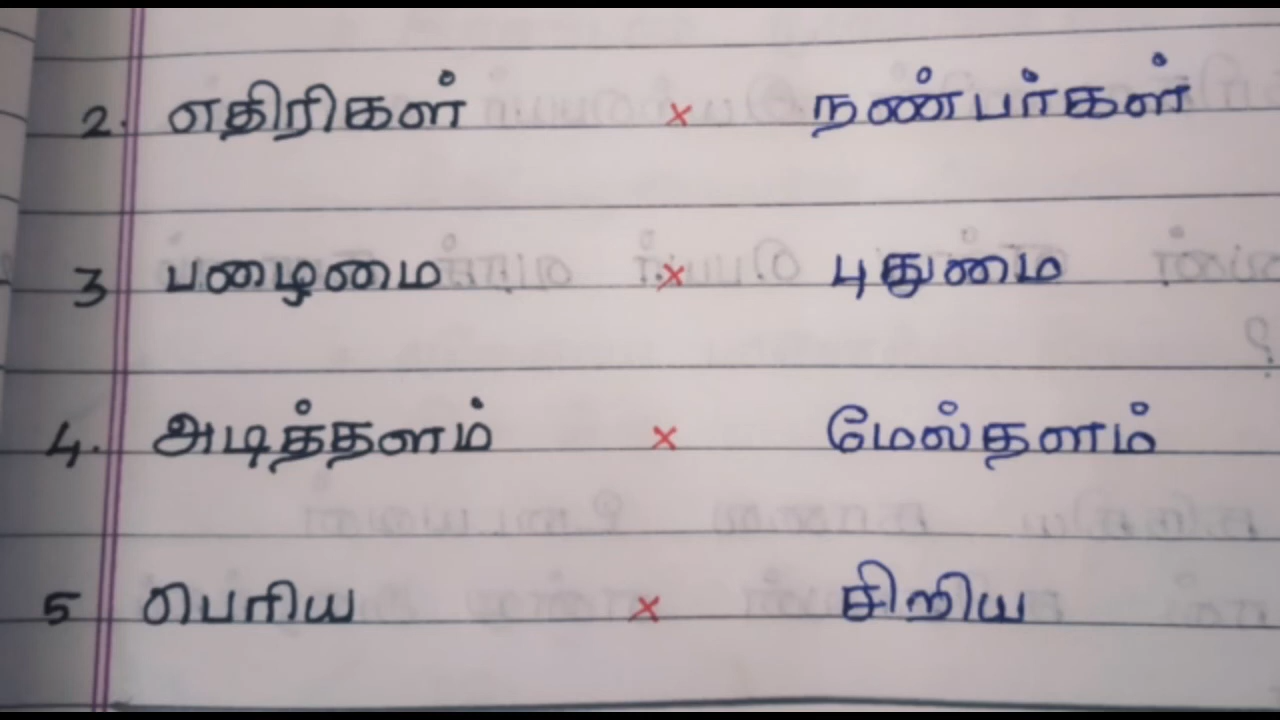 2. எதிரிகள் × நண்பர்கள்
3 பழைமை × புதுமை
4. அடித்தளம் × மேல்தளம்
5 பெரிய × சிறிய